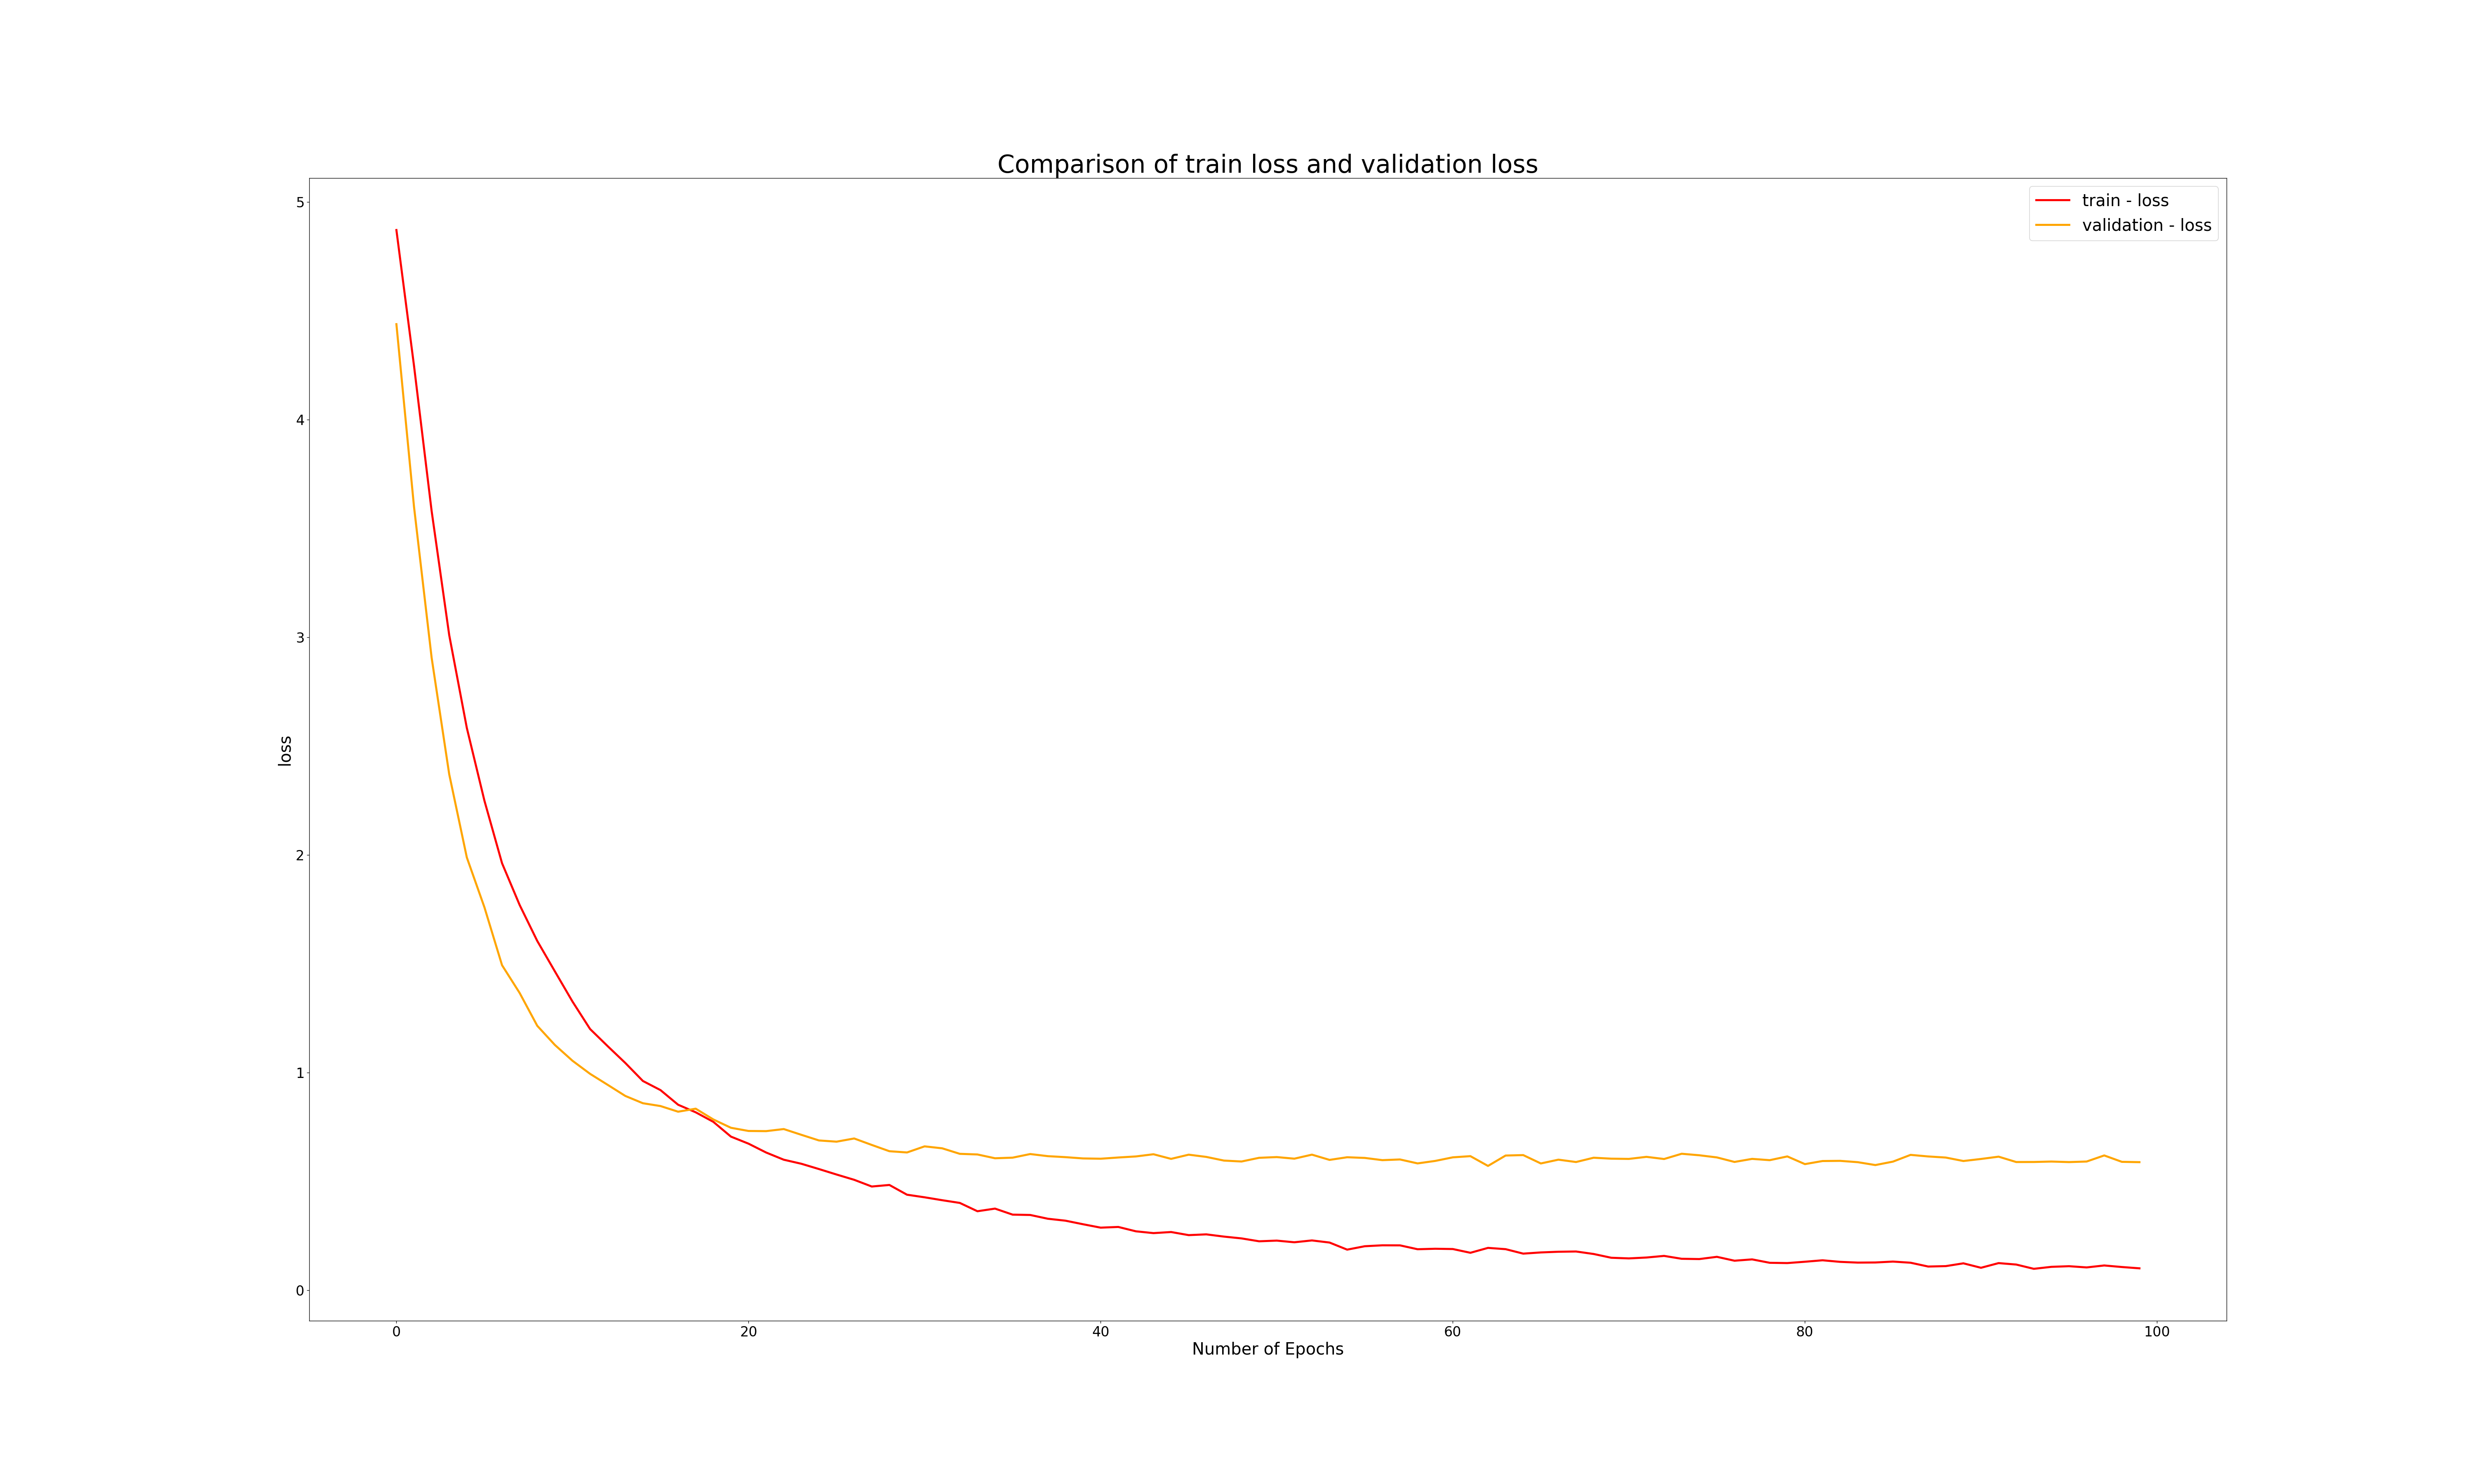 Comparison of train loss and validation loss
train - loss
validation - loss
5
4
3
2
1
0
loss
0 20 40 60 80 100
Number of Epochs